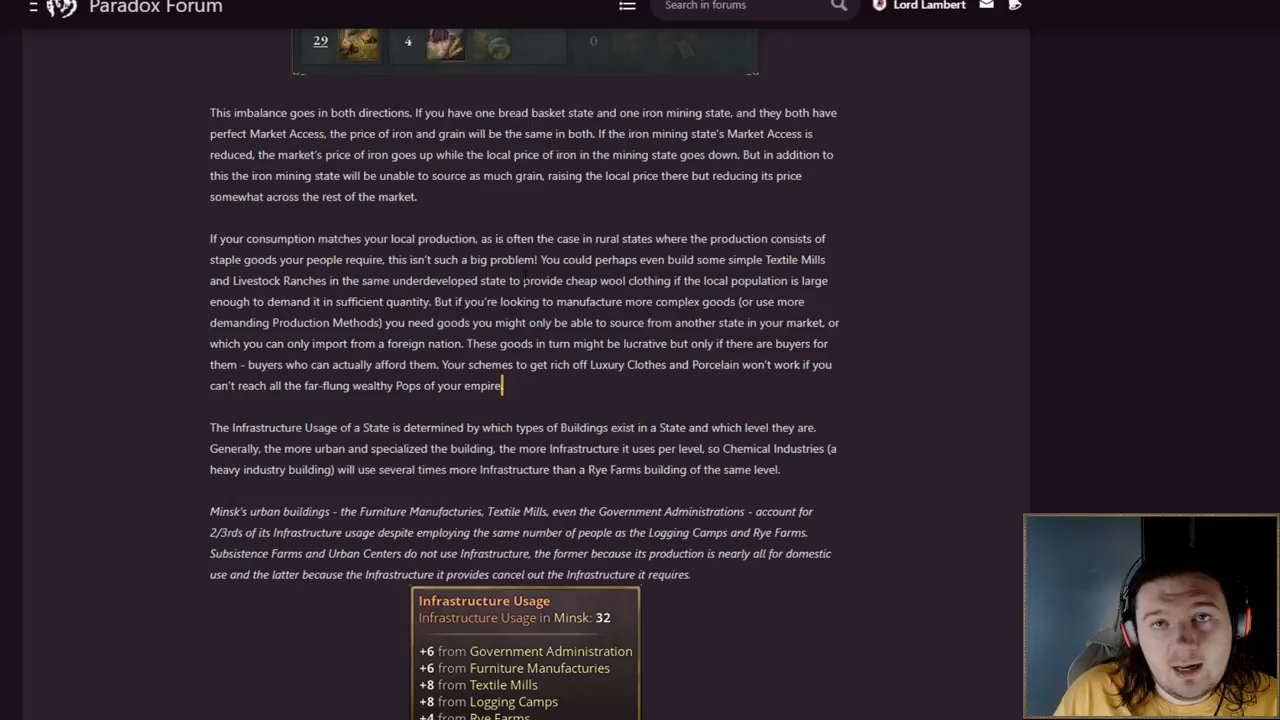 Paradox Forum
Search in forums
Lord Lambert
29
4
0
This imbalance goes in both directions. If you have one bread basket state and one iron mining state, and they both have
perfect Market Access, the price of iron and grain will be the same in both. If the iron mining state's Market Access is
reduced, the market's price of iron goes up while the local price of iron in the mining state goes down. But in addition to
this the iron mining state will be unable to source as much grain, raising the local price there but reducing its price
somewhat across the rest of the market.
If your consumption matches your local production, as is often the case in rural states where the production consists of
staple goods your people require, this isn't such a big problem! You could perhaps even build some simple Textile Mills
and Livestock Ranches in the same underdeveloped state to provide cheap wool clothing if the local population is large
enough to demand it in sufficient quantity. But if you're looking to manufacture more complex goods (or use more
demanding Production Methods) you need goods you might only be able to source from another state in your market, or
which you can only import from a foreign nation. These goods in turn might be lucrative but only if there are buyers for
them - buyers who can actually afford them. Your schemes to get rich off Luxury Clothes and Porcelain won't work if you
can't reach all the far-flung wealthy Pops of your empire.
The Infrastructure Usage of a State is determined by which types of Buildings exist in a State and which level they are.
Generally, the more urban and specialized the building, the more Infrastructure it uses per level, so Chemical Industries (a
heavy industry building) will use several times more Infrastructure than a Rye Farms building of the same level.
Minsk's urban buildings - the Furniture Manufactories, Textile Mills, even the Government Administrations - account for
2/3rds of its Infrastructure usage despite employing the same number of people as the Logging Camps and Rye Farms.
Subsistence Farms and Urban Centers do not use Infrastructure, the former because its production is nearly all for domestic
use and the latter because the Infrastructure it provides cancel out the Infrastructure it requires.
Infrastructure Usage
Infrastructure Usage in Minsk: 32
+6 from Government Administration
+6 from Furniture Manufacturies
+8 from Textile Mills
+8 from Logging Camps
+4 from Rye Farms